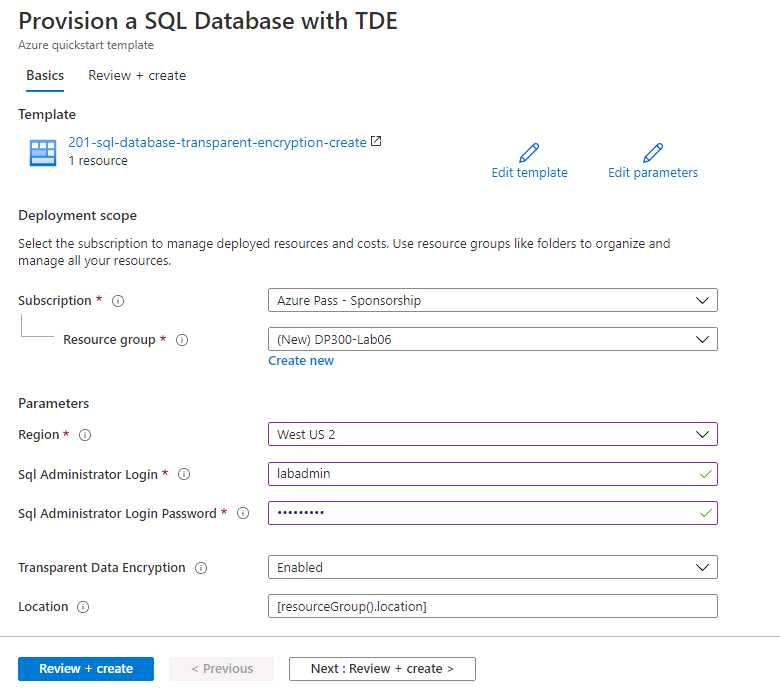 Provision a SQL Database with TDE
Azure quickstart template
Basics Review + create
Template
201-sql-database-transparent-encryption-create
1 resource
Edit template Edit parameters
Deployment scope
Select the subscription to manage deployed resources and costs. Use resource groups like folders to organize and
manage all your resources.
Subscription * Azure Pass - Sponsorship
Resource group * (New) DP300-Lab06
Create new
Parameters
Region * West US 2
Sql Administrator Login * labadmin
Sql Administrator Login Password * •••••••••
Transparent Data Encryption Enabled
Location [resourceGroup().location]
Review + create < Previous Next : Review + create >